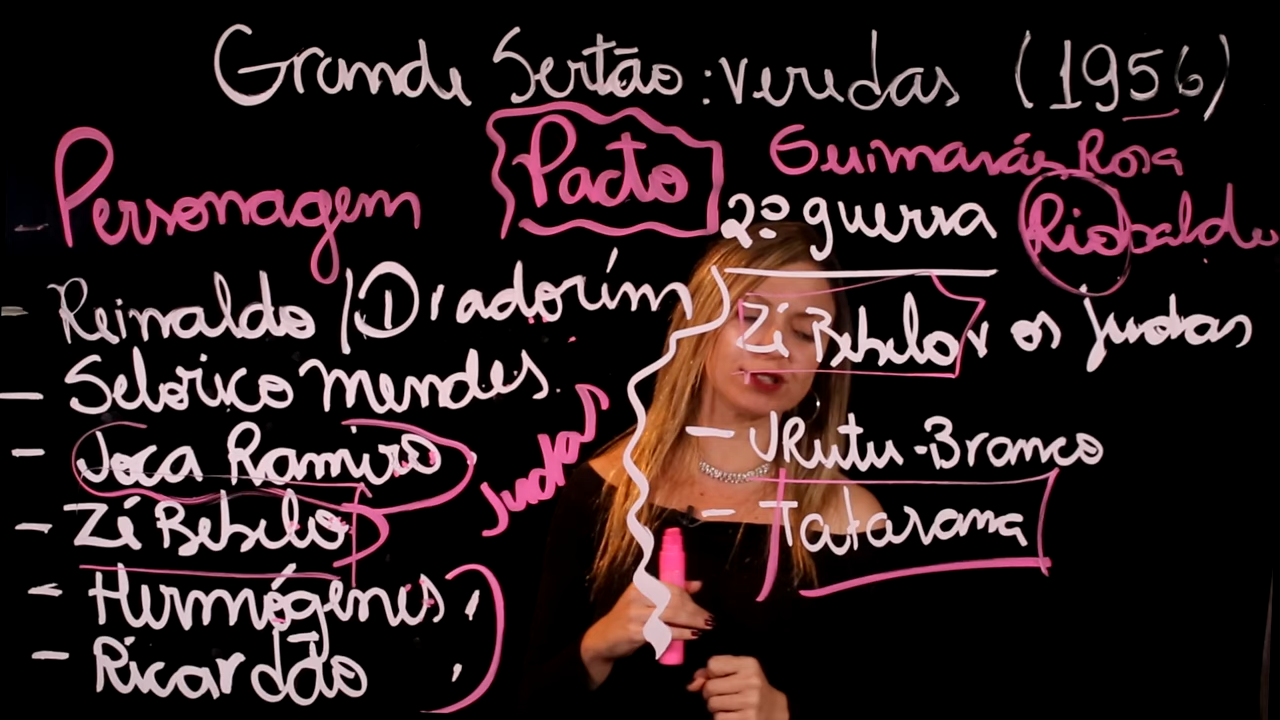 Grande Sertão: veredas (1956)
Pacto
Guimarães Rosa
Personagem
2ª guerra
Riobaldo
- Reinaldo / Diadorím
Zé Bebelo x os judas
- Selorico Mendes
- Joca Ramiro
judas
- Urutu-Branco
- Zé Bebelo
- Tatarana
- Hermógenes,
- Ricardão,